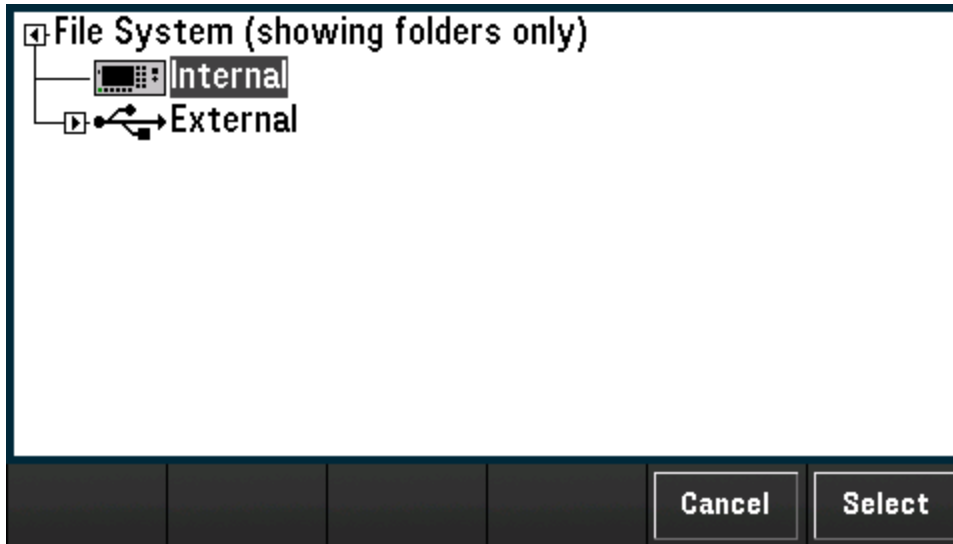 File System (showing folders only)
Internal
External
Cancel
Select